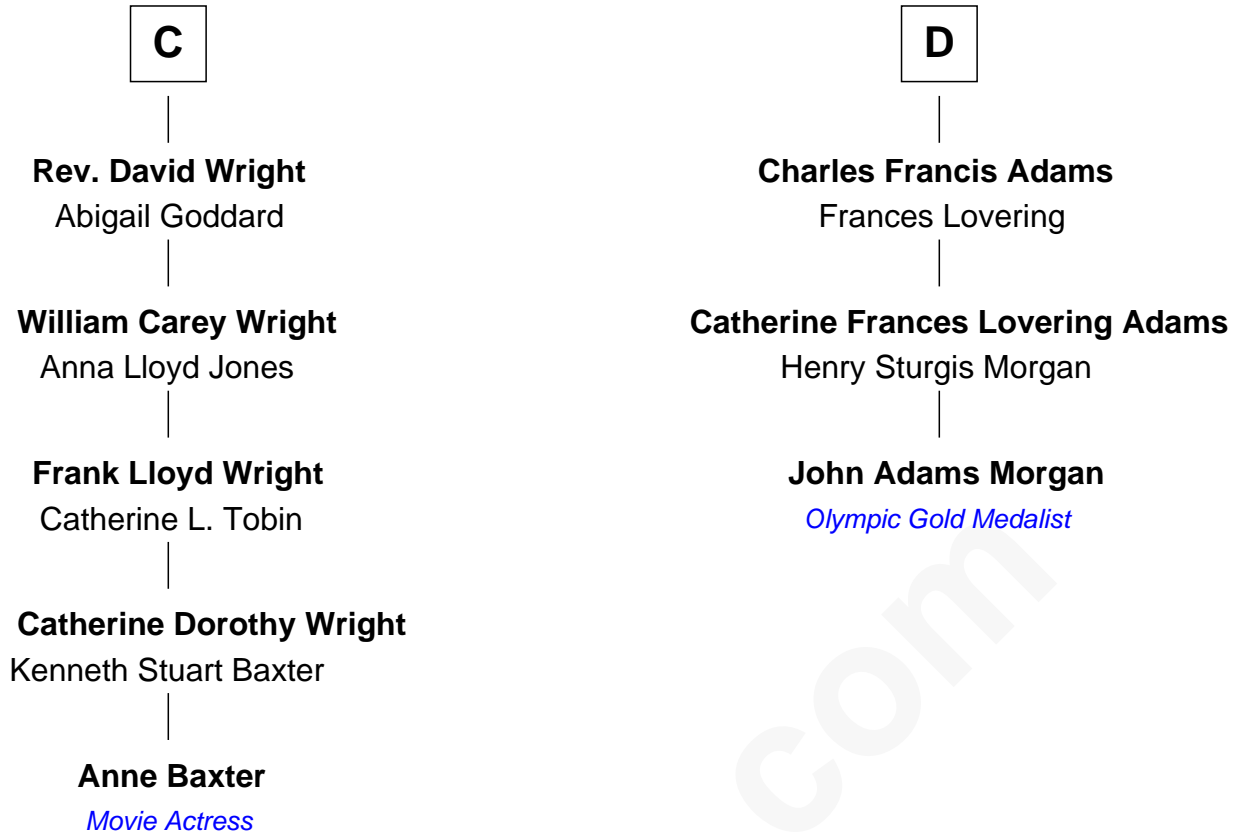 C
Rev. David Wright
Abigail Goddard
William Carey Wright
Anna Lloyd Jones
Frank Lloyd Wright
Catherine L. Tobin
Catherine Dorothy Wright
Kenneth Stuart Baxter
Anne Baxter
Movie Actress
D
Charles Francis Adams
Frances Lovering
Catherine Frances Lovering Adams
Henry Sturgis Morgan
John Adams Morgan
Olympic Gold Medalist
com